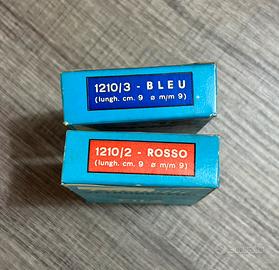 1210/3 - BLEU
(lungh. cm. 9 ø m/m 9)
1210/2 - ROSSO
(lungh. cm. 9 ø m/m 9)